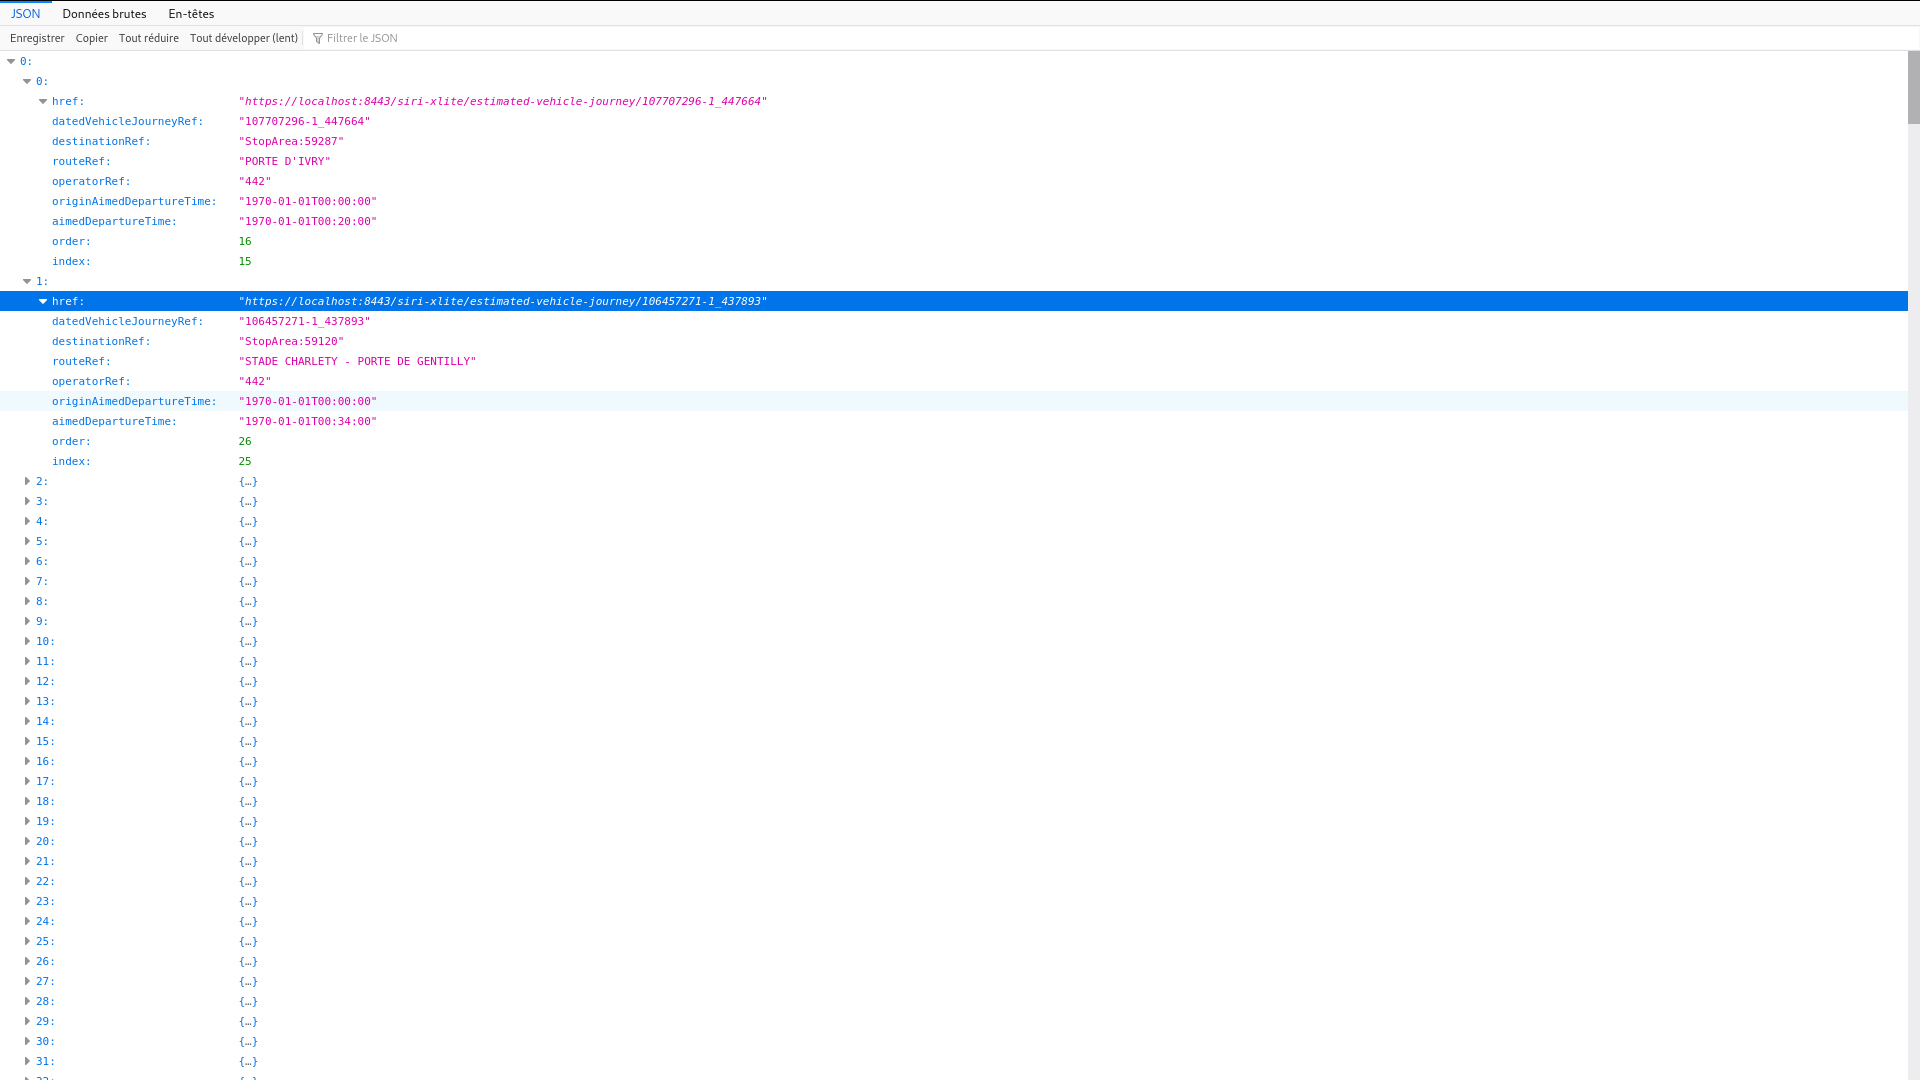 JSON Données brutes En-têtes
Enregistrer Copier Tout réduire Tout développer (lent) Filtrer le JSON
0:
0:
href: "https://localhost:8443/siri-xlite/estimated-vehicle-journey/107707296-1_447664"
datedVehicleJourneyRef: "107707296-1_447664"
destinationRef: "StopArea:59287"
routeRef: "PORTE D'IVRY"
operatorRef: "442"
originAimedDepartureTime: "1970-01-01T00:00:00"
aimedDepartureTime: "1970-01-01T00:20:00"
order: 16
index: 15
1:
href: "https://localhost:8443/siri-xlite/estimated-vehicle-journey/106457271-1_437893"
datedVehicleJourneyRef: "106457271-1_437893"
destinationRef: "StopArea:59120"
routeRef: "STADE CHARLETY - PORTE DE GENTILLY"
operatorRef: "442"
originAimedDepartureTime: "1970-01-01T00:00:00"
aimedDepartureTime: "1970-01-01T00:34:00"
order: 26
index: 25
2: {…}
3: {…}
4: {…}
5: {…}
6: {…}
7: {…}
8: {…}
9: {…}
10: {…}
11: {…}
12: {…}
13: {…}
14: {…}
15: {…}
16: {…}
17: {…}
18: {…}
19: {…}
20: {…}
21: {…}
22: {…}
23: {…}
24: {…}
25: {…}
26: {…}
27: {…}
28: {…}
29: {…}
30: {…}
31: {…}